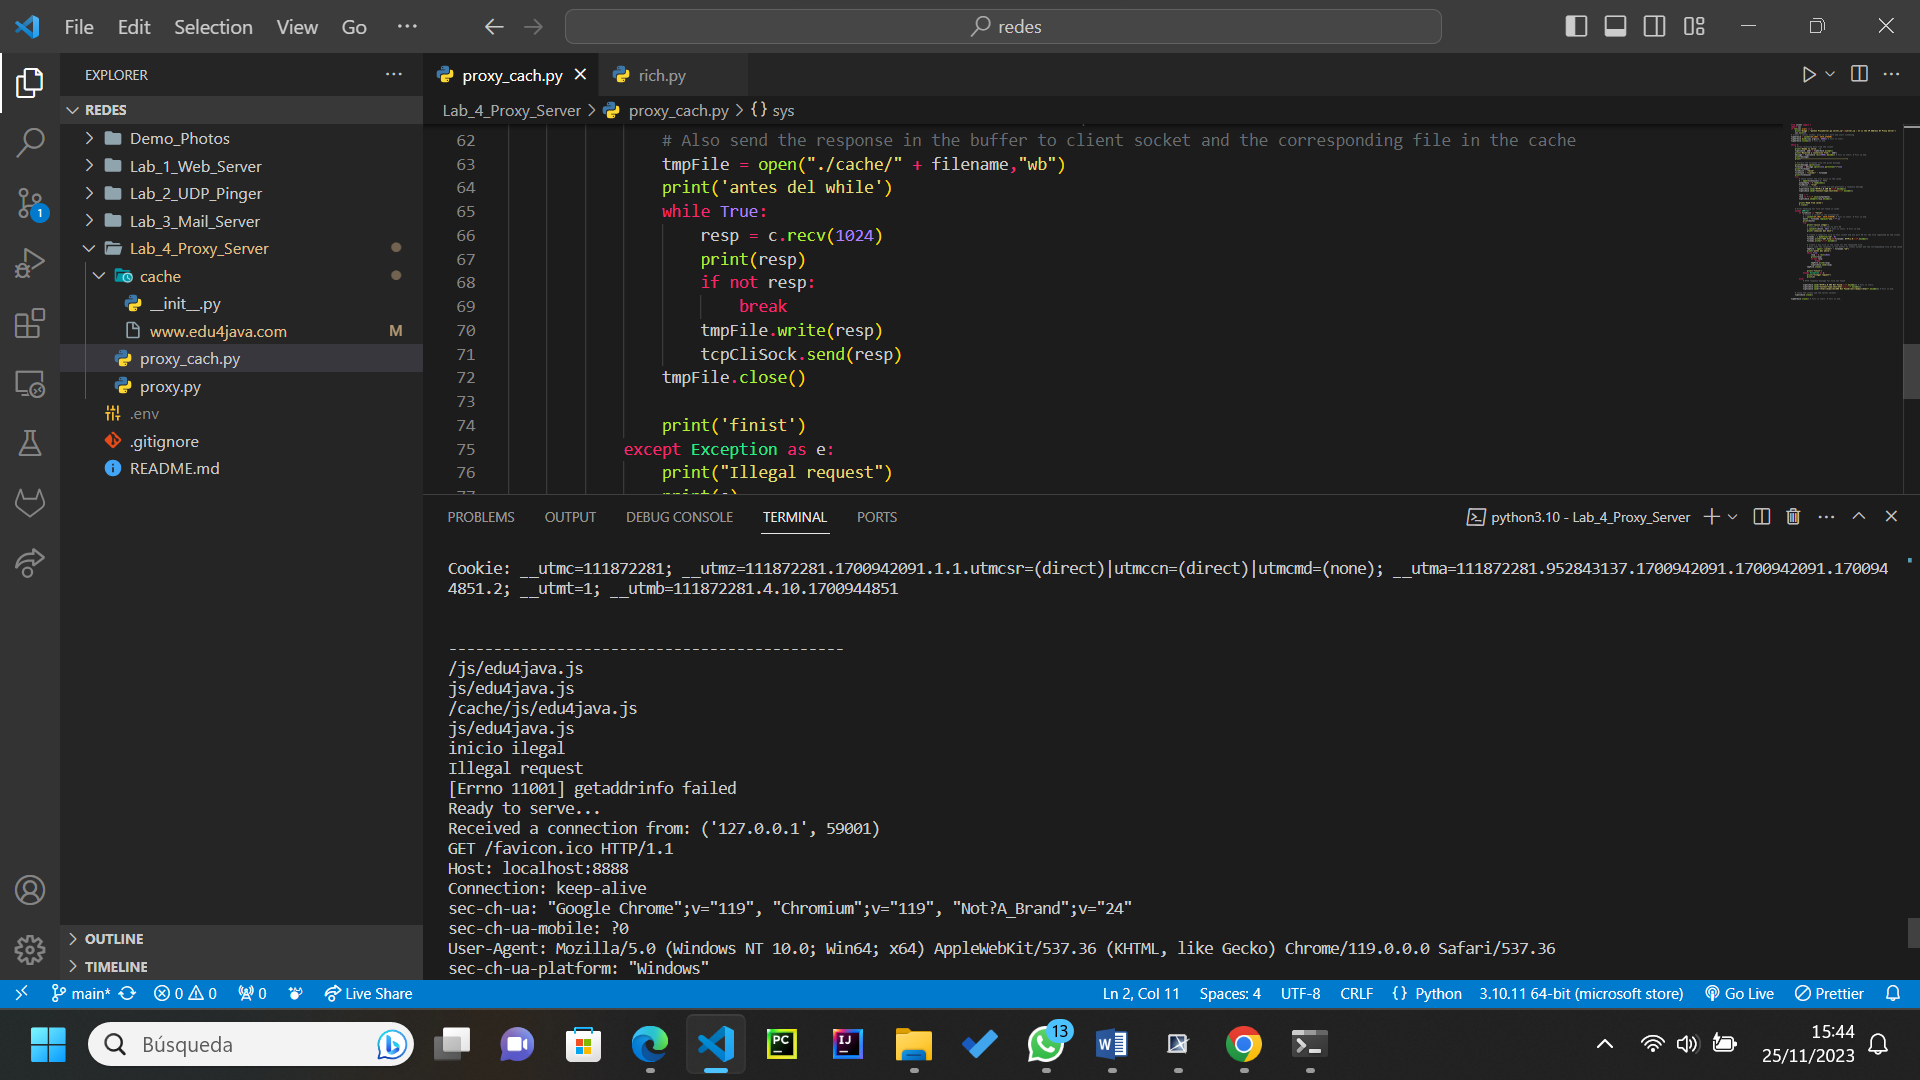 File Edit Selection View Go ···
redes
EXPLORER
REDES
Demo_Photos
Lab_1_Web_Server
Lab_2_UDP_Pinger
Lab_3_Mail_Server
Lab_4_Proxy_Server
cache
__init__.py
www.edu4java.com M
proxy_cach.py
proxy.py
.env
.gitignore
README.md
OUTLINE
TIMELINE
1
proxy_cach.py
rich.py
Lab_4_Proxy_Server > proxy_cach.py > {} sys
62 # Also send the response in the buffer to client socket and the corresponding file in the cache
63 tmpFile = open("./cache/" + filename,"wb")
64 print('antes del while')
65 while True:
66 resp = c.recv(1024)
67 print(resp)
68 if not resp:
69 break
70 tmpFile.write(resp)
71 tcpCliSock.send(resp)
72 tmpFile.close()
73
74 print('finist')
75 except Exception as e:
76 print("Illegal request")
77 print(e)
PROBLEMS OUTPUT DEBUG CONSOLE TERMINAL PORTS
python3.10 - Lab_4_Proxy_Server
Cookie: __utmc=111872281; __utmz=111872281.1700942091.1.1.utmcsr=(direct)|utmccn=(direct)|utmcmd=(none); __utma=111872281.952843137.1700942091.1700942091.170094
4851.2; __utmt=1; __utmb=111872281.4.10.1700944851
--------------------------------------------
/js/edu4java.js
js/edu4java.js
/cache/js/edu4java.js
js/edu4java.js
inicio ilegal
Illegal request
[Errno 11001] getaddrinfo failed
Ready to serve...
Received a connection from: ('127.0.0.1', 59001)
GET /favicon.ico HTTP/1.1
Host: localhost:8888
Connection: keep-alive
sec-ch-ua: "Google Chrome";v="119", "Chromium";v="119", "Not?A_Brand";v="24"
sec-ch-ua-mobile: ?0
User-Agent: Mozilla/5.0 (Windows NT 10.0; Win64; x64) AppleWebKit/537.36 (KHTML, like Gecko) Chrome/119.0.0.0 Safari/537.36
sec-ch-ua-platform: "Windows"
main* 0 0 0 Live Share Ln 2, Col 11 Spaces: 4 UTF-8 CRLF {} Python 3.10.11 64-bit (microsoft store) Go Live Prettier
Búsqueda
PC
IJ
13
W
15:44
25/11/2023